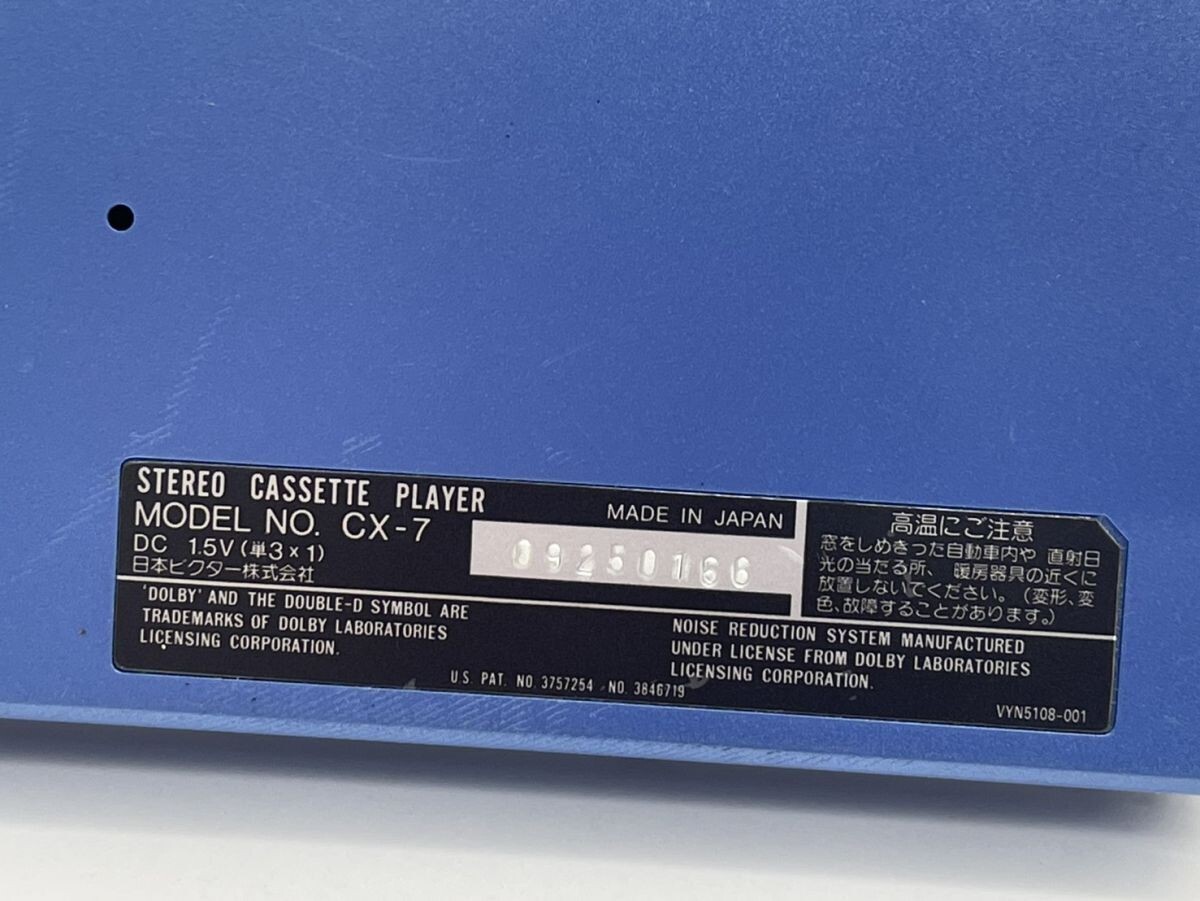 STEREO CASSETTE PLAYER
MODEL NO. CX-7
DC 1.5V (単3×1)
日本ビクター株式会社
MADE IN JAPAN
09250166
高温にご注意
窓をしめきった自動車内や 直射日
光の当たる所、 暖房器具の近くに
放置しないでください。(変形、変
色、故障することがあります。)
'DOLBY' AND THE DOUBLE-D SYMBOL ARE
TRADEMARKS OF DOLBY LABORATORIES
LICENSING CORPORATION.
NOISE REDUCTION SYSTEM MANUFACTURED
UNDER LICENSE FROM DOLBY LABORATORIES
LICENSING CORPORATION.
U.S. PAT. NO. 3757254 NO. 3846719
VYN5108-001